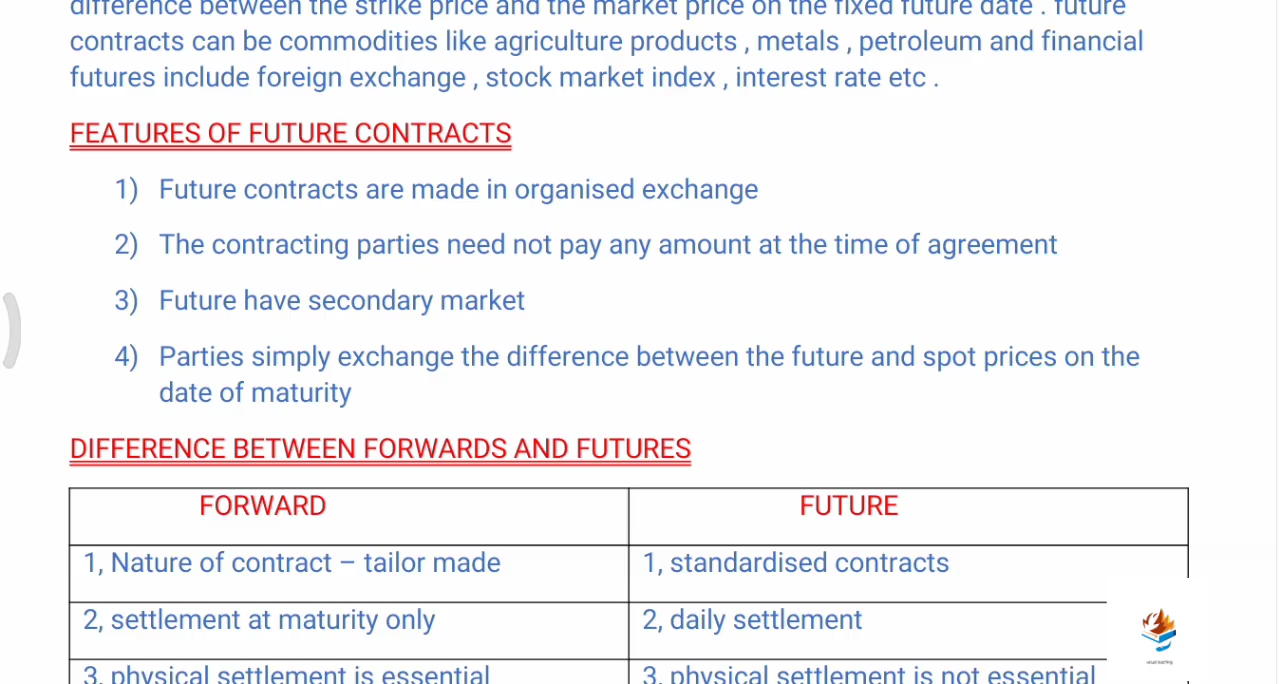 difference between the strike price and the market price on the fixed future date . future
contracts can be commodities like agriculture products , metals , petroleum and financial
futures include foreign exchange , stock market index , interest rate etc .
FEATURES OF FUTURE CONTRACTS
1) Future contracts are made in organised exchange
2) The contracting parties need not pay any amount at the time of agreement
3) Future have secondary market
4) Parties simply exchange the difference between the future and spot prices on the
date of maturity
DIFFERENCE BETWEEN FORWARDS AND FUTURES
FORWARD FUTURE
1, Nature of contract – tailor made 1, standardised contracts
2, settlement at maturity only 2, daily settlement
3, physical settlement is essential 3, physical settlement is not essential